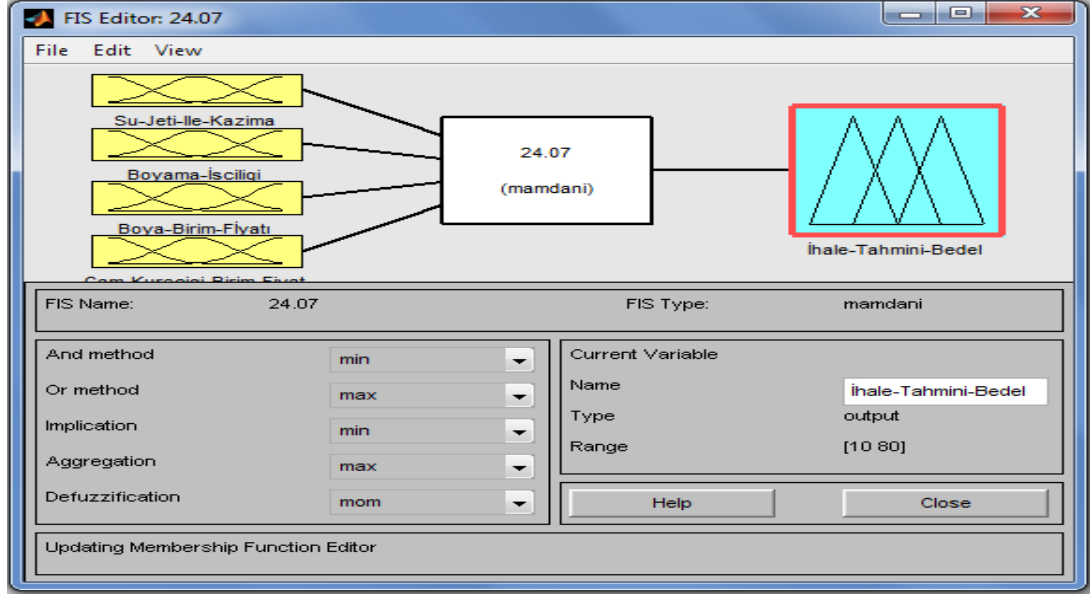 FIS Editor: 24.07
File Edit View
Su-Jeti-Ile-Kazima
Boyama-İsciligi
Boya-Birim-Fİyatı
24.07
(mamdani)
İhale-Tahmini-Bedel
FIS Name: 24.07 FIS Type: mamdani
And method min
Or method max
Implication min
Aggregation max
Defuzzification mom
Current Variable
Name İhale-Tahmini-Bedel
Type output
Range [10 80]
Help Close
Updating Membership Function Editor